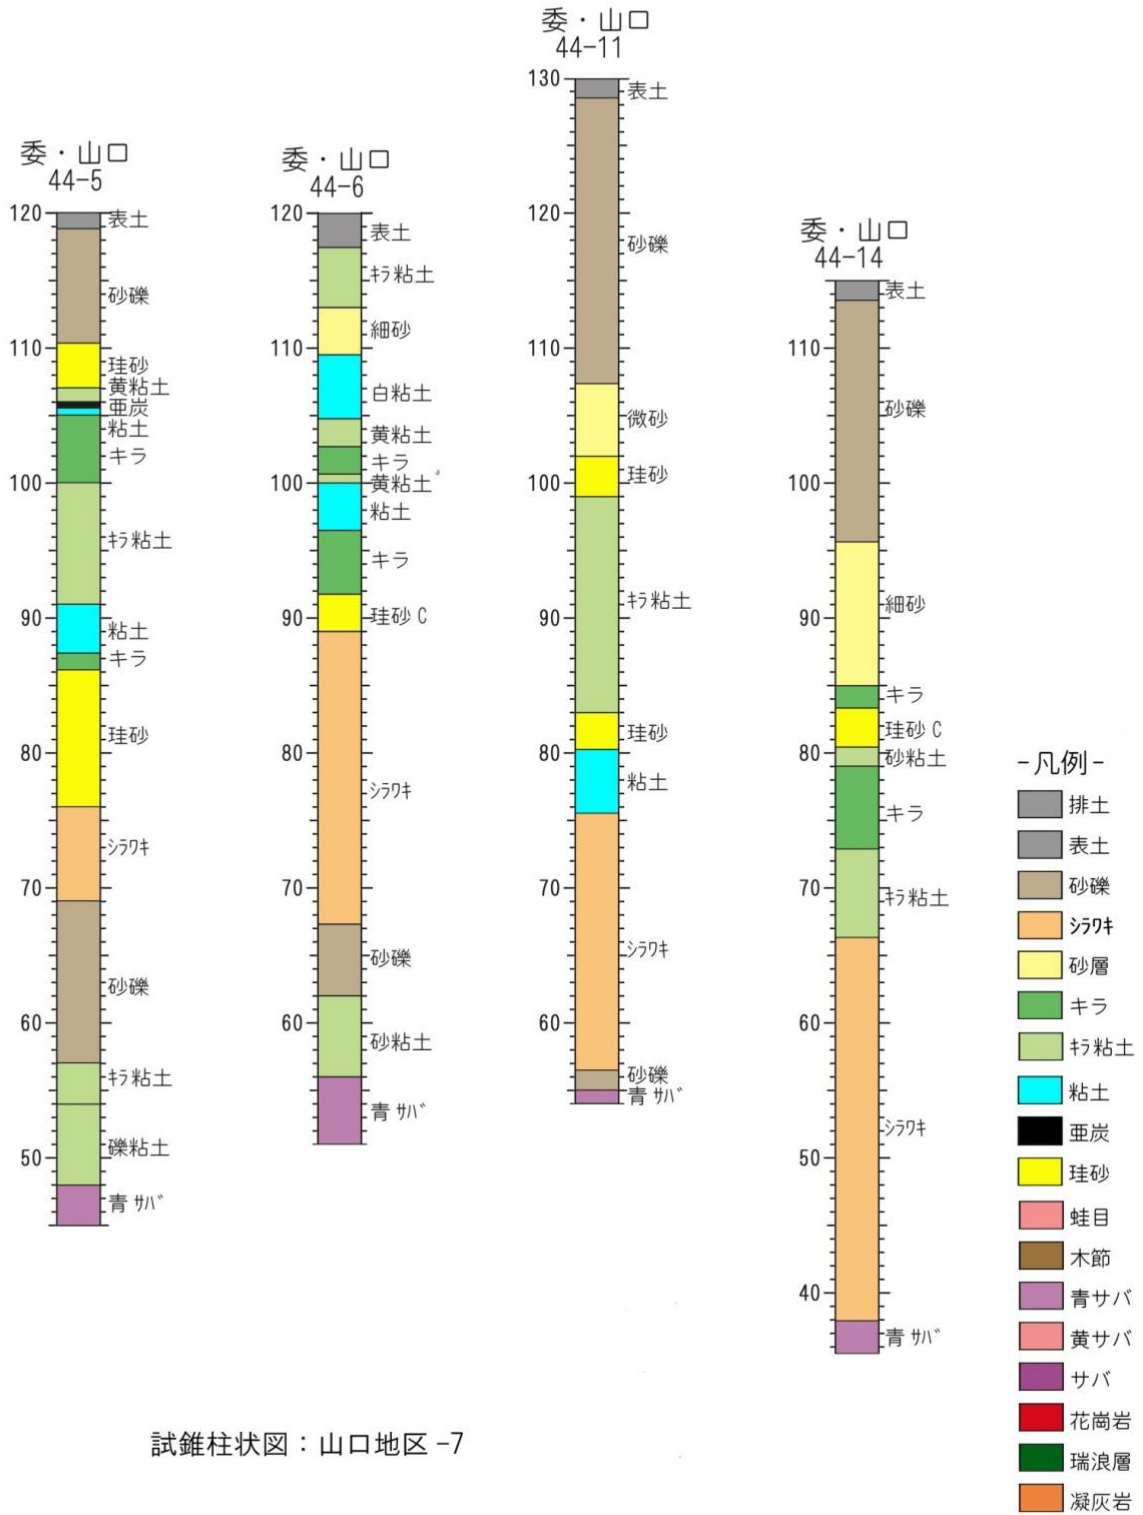 委・山口
44-5
120
110
100
90
80
70
60
50
表土
砂礫
珪砂
黄粘土
亜炭
粘土
キラ
ｷﾗ粘土
粘土
キラ
珪砂
ｼﾗﾜｷ
砂礫
ｷﾗ粘土
礫粘土
青ｻﾊﾞ
委・山口
44-6
120
110
100
90
80
70
60
表土
ｷﾗ粘土
細砂
白粘土
黄粘土
キラ
黄粘土
粘土
キラ
珪砂 C
ｼﾗﾜｷ
砂礫
砂粘土
青ｻﾊﾞ
委・山口
44-11
130
120
110
100
90
80
70
60
表土
砂礫
微砂
珪砂
ｷﾗ粘土
珪砂
粘土
ｼﾗﾜｷ
砂礫
青ｻﾊﾞ
委・山口
44-14
110
100
90
80
70
60
50
40
表土
砂礫
細砂
キラ
珪砂 C
砂粘土
キラ
ｷﾗ粘土
ｼﾗﾜｷ
青ｻﾊﾞ
-凡例-
排土
表土
砂礫
ｼﾗﾜｷ
砂層
キラ
ｷﾗ粘土
粘土
亜炭
珪砂
蛙目
木節
青サバ
黄サバ
サバ
花崗岩
瑞浪層
凝灰岩
試錐柱状図：山口地区 -7